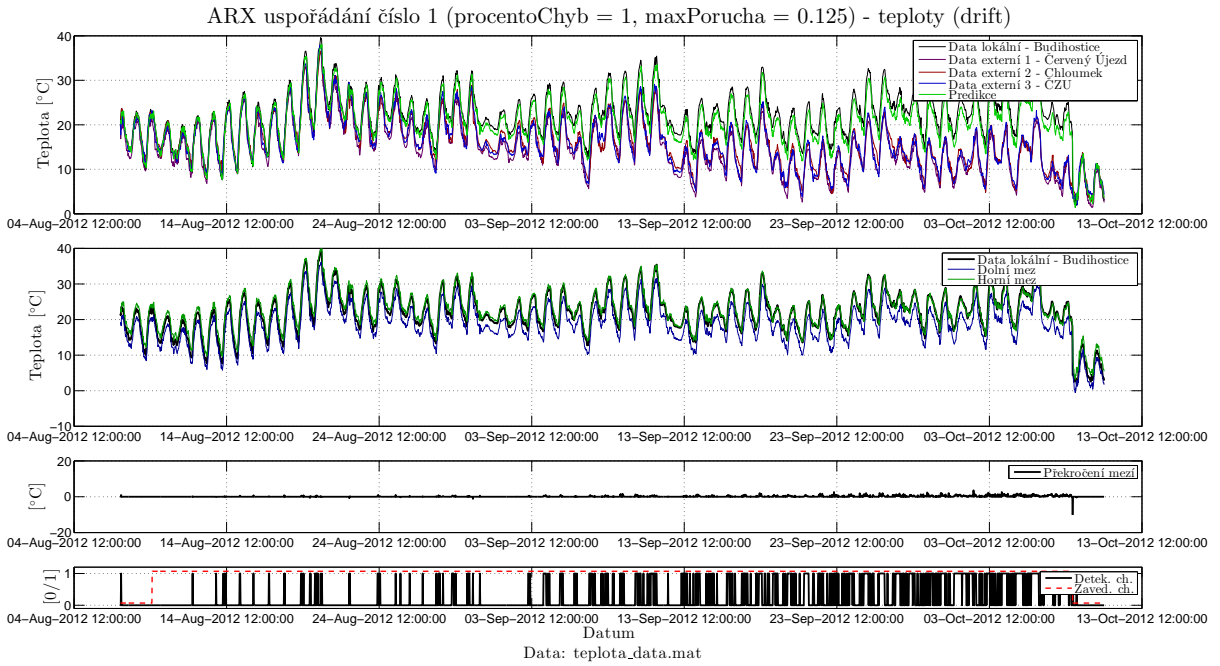 ARX uspořádání číslo 1 (procentoChyb = 1, maxPorucha = 0.125) - teploty (drift)
Teplota [°C]
40
30
20
10
0
Data lokální - Budihostice
Data externí 1 - Červený Újezd
Data externí 2 - Chloumek
Data externí 3 - ČZU
Predikce
04–Aug–2012 12:00:00 14–Aug–2012 12:00:00 24–Aug–2012 12:00:00 03–Sep–2012 12:00:00 13–Sep–2012 12:00:00 23–Sep–2012 12:00:00 03–Oct–2012 12:00:00 13–Oct–2012 12:00:00
Teplota [°C]
40
30
20
10
0
−10
Data lokální - Budihostice
Dolní mez
Horní mez
04–Aug–2012 12:00:00 14–Aug–2012 12:00:00 24–Aug–2012 12:00:00 03–Sep–2012 12:00:00 13–Sep–2012 12:00:00 23–Sep–2012 12:00:00 03–Oct–2012 12:00:00 13–Oct–2012 12:00:00
[°C]
20
0
−20
Překročení mezí
04–Aug–2012 12:00:00 14–Aug–2012 12:00:00 24–Aug–2012 12:00:00 03–Sep–2012 12:00:00 13–Sep–2012 12:00:00 23–Sep–2012 12:00:00 03–Oct–2012 12:00:00 13–Oct–2012 12:00:00
[0/1]
1
0
Detek. ch.
Zaved. ch.
04–Aug–2012 12:00:00 14–Aug–2012 12:00:00 24–Aug–2012 12:00:00 03–Sep–2012 12:00:00 13–Sep–2012 12:00:00 23–Sep–2012 12:00:00 03–Oct–2012 12:00:00 13–Oct–2012 12:00:00
Datum
Data: teplota_data.mat